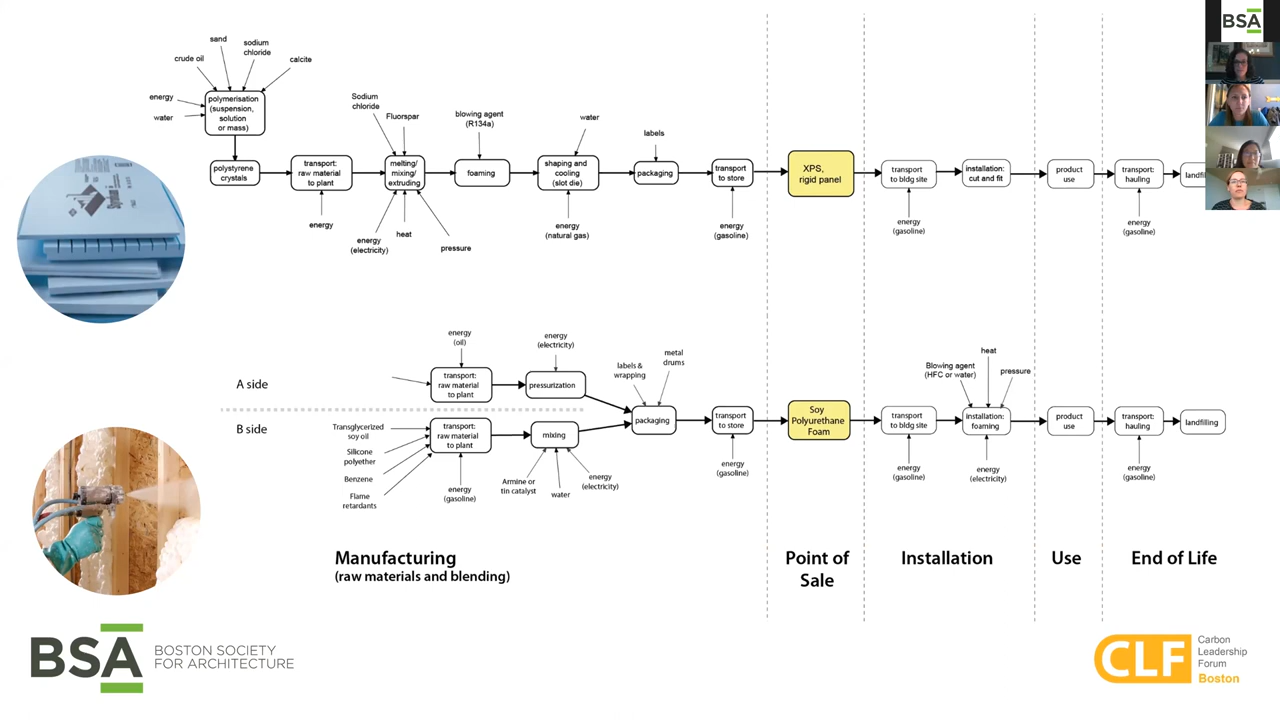 BSA
sand
sodium
chloride
crude oil
calcite
energy
water
polymerisation
(suspension,
solution
or mass)
polystyrene
crystals
transport:
raw material
to plant
energy
Sodium
chloride
Fluorspar
melting/
mixing/
extruding
energy
(electricity)
heat
pressure
blowing agent
(R134a)
foaming
water
shaping and
cooling
(slot die)
energy
(natural gas)
labels
packaging
transport
to store
energy
(gasoline)
XPS,
rigid panel
transport
to bldg site
energy
(gasoline)
installation:
cut and fit
product
use
transport:
hauling
energy
(gasoline)
landfil
A side
energy
(oil)
transport:
raw material
to plant
energy
(electricity)
pressurization
B side
Transglycerized
soy oil
Silicone
polyether
Benzene
Flame
retardants
transport:
raw material
to plant
energy
(gasoline)
mixing
Armine or
tin catalyst
water
energy
(electricity)
labels &
wrapping
metal
drums
packaging
transport
to store
energy
(gasoline)
Soy
Polyurethane
Foam
transport
to bldg site
energy
(gasoline)
Blowing agent
(HFC or water)
heat
pressure
installation:
foaming
energy
(electricity)
product
use
transport:
hauling
energy
(gasoline)
landfilling
Manufacturing
(raw materials and blending)
Point of
Sale
Installation
Use
End of Life
BSA
BOSTON SOCIETY
FOR ARCHITECTURE
CLF
Carbon
Leadership
Forum
Boston